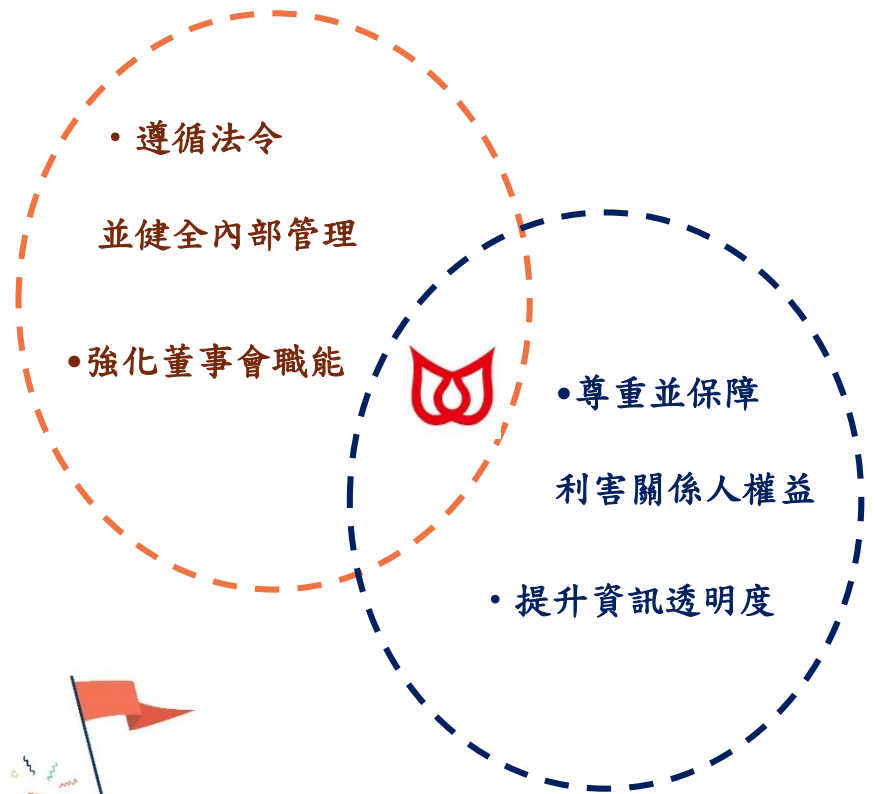 • 遵循法令
並健全內部管理
•強化董事會職能
•尊重並保障
利害關係人權益
• 提升資訊透明度